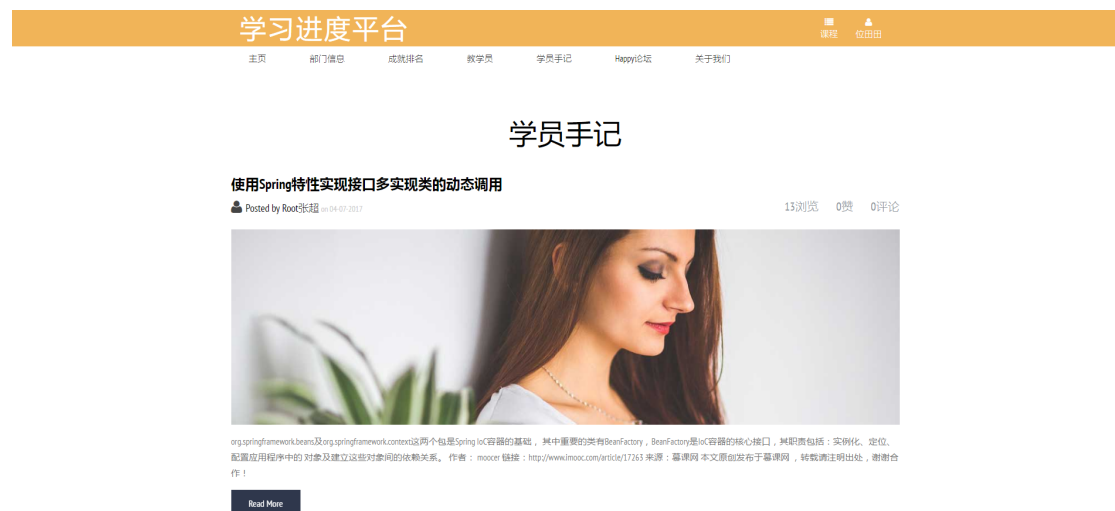 学习进度平台
课程 位田田
主页 部门信息 成就排名 教学员 学员手记 Happy论坛 关于我们
学员手记
使用Spring特性实现接口多实现类的动态调用
Posted by Root张超 on 04-07-2017 13浏览 0赞 0评论
org.springframework.beans及org.springframework.context这两个包是Spring IoC容器的基础，其中重要的类有BeanFactory，BeanFactory是IoC容器的核心接口，其职责包括：实例化、定位、
配置应用程序中的 对象及建立这些对象间的依赖关系。 作者： moocer 链接：http://www.imooc.com/article/17263 来源：慕课网 本文原创发布于慕课网 ，转载请注明出处，谢谢合
作！
Read More